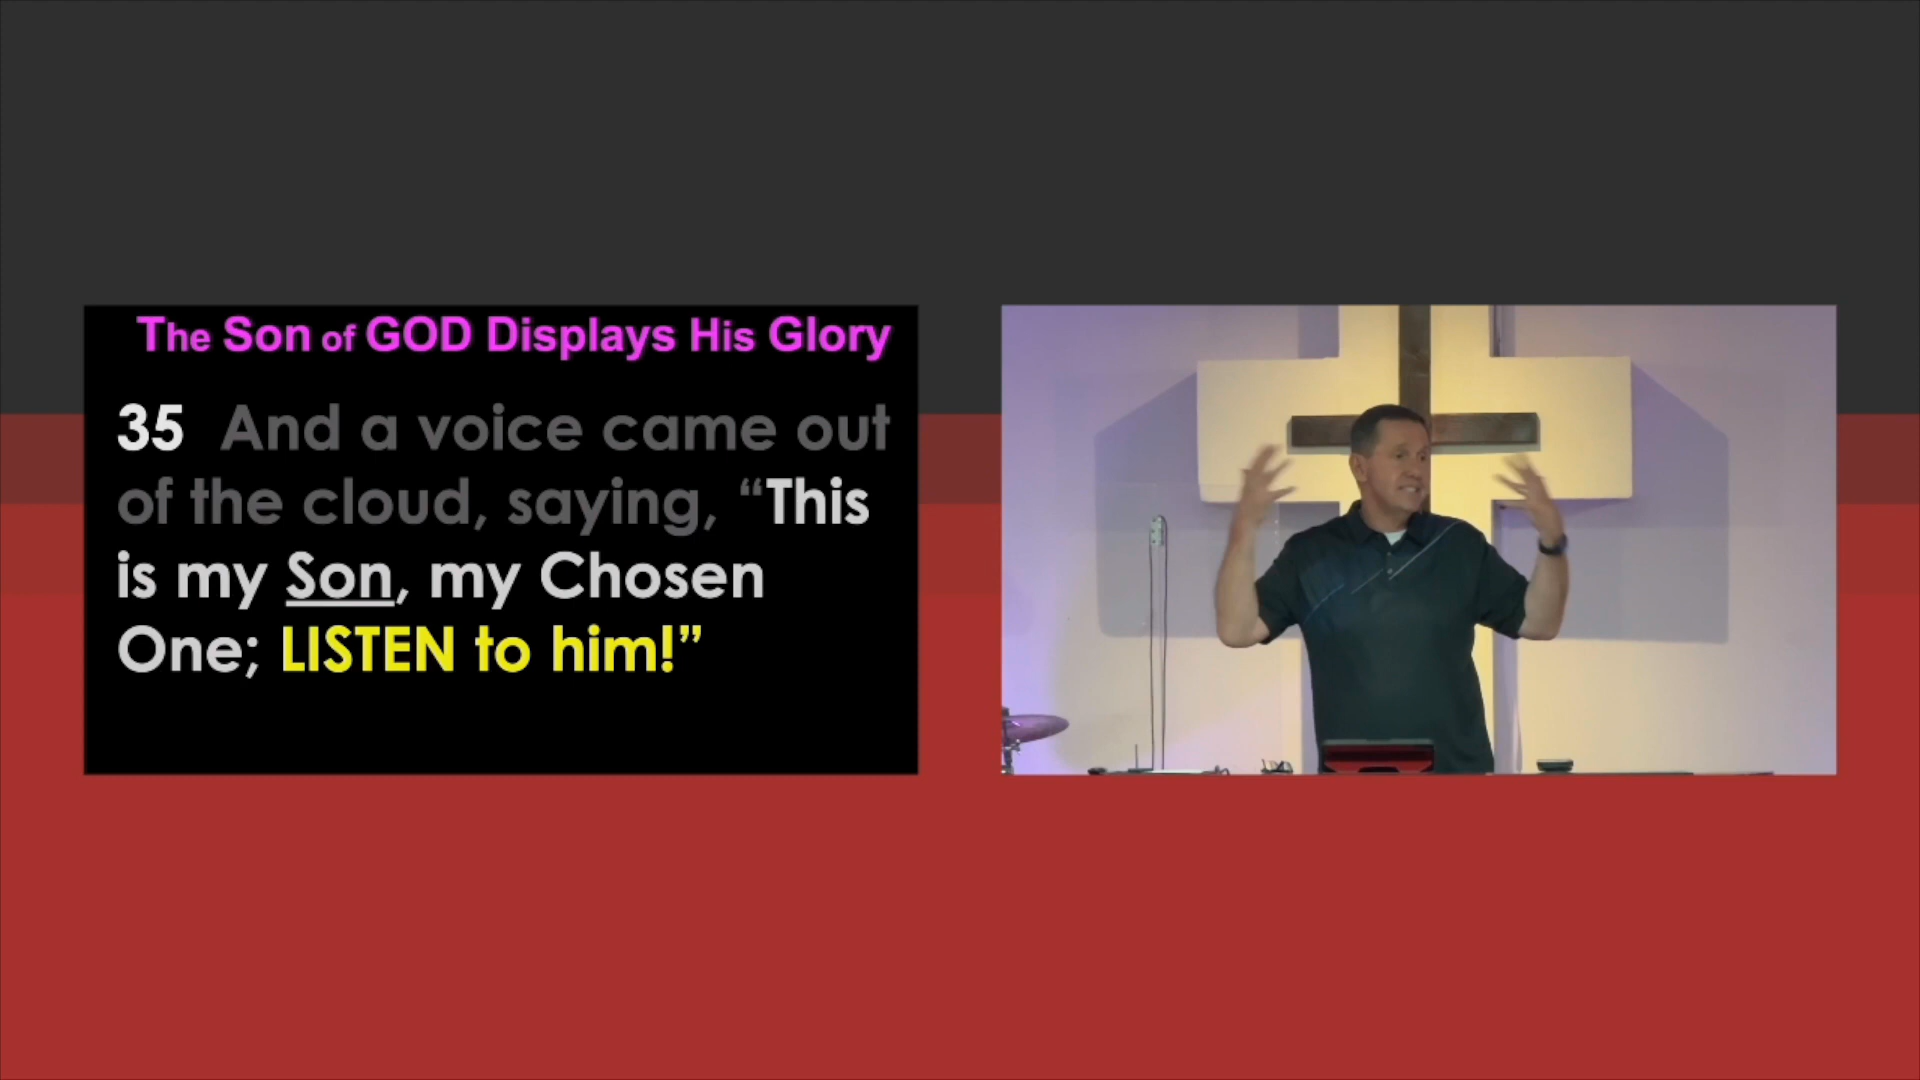 The Son of GOD Displays His Glory
35 And a voice came out
of the cloud, saying, “This
is my Son, my Chosen
One; LISTEN to him!”